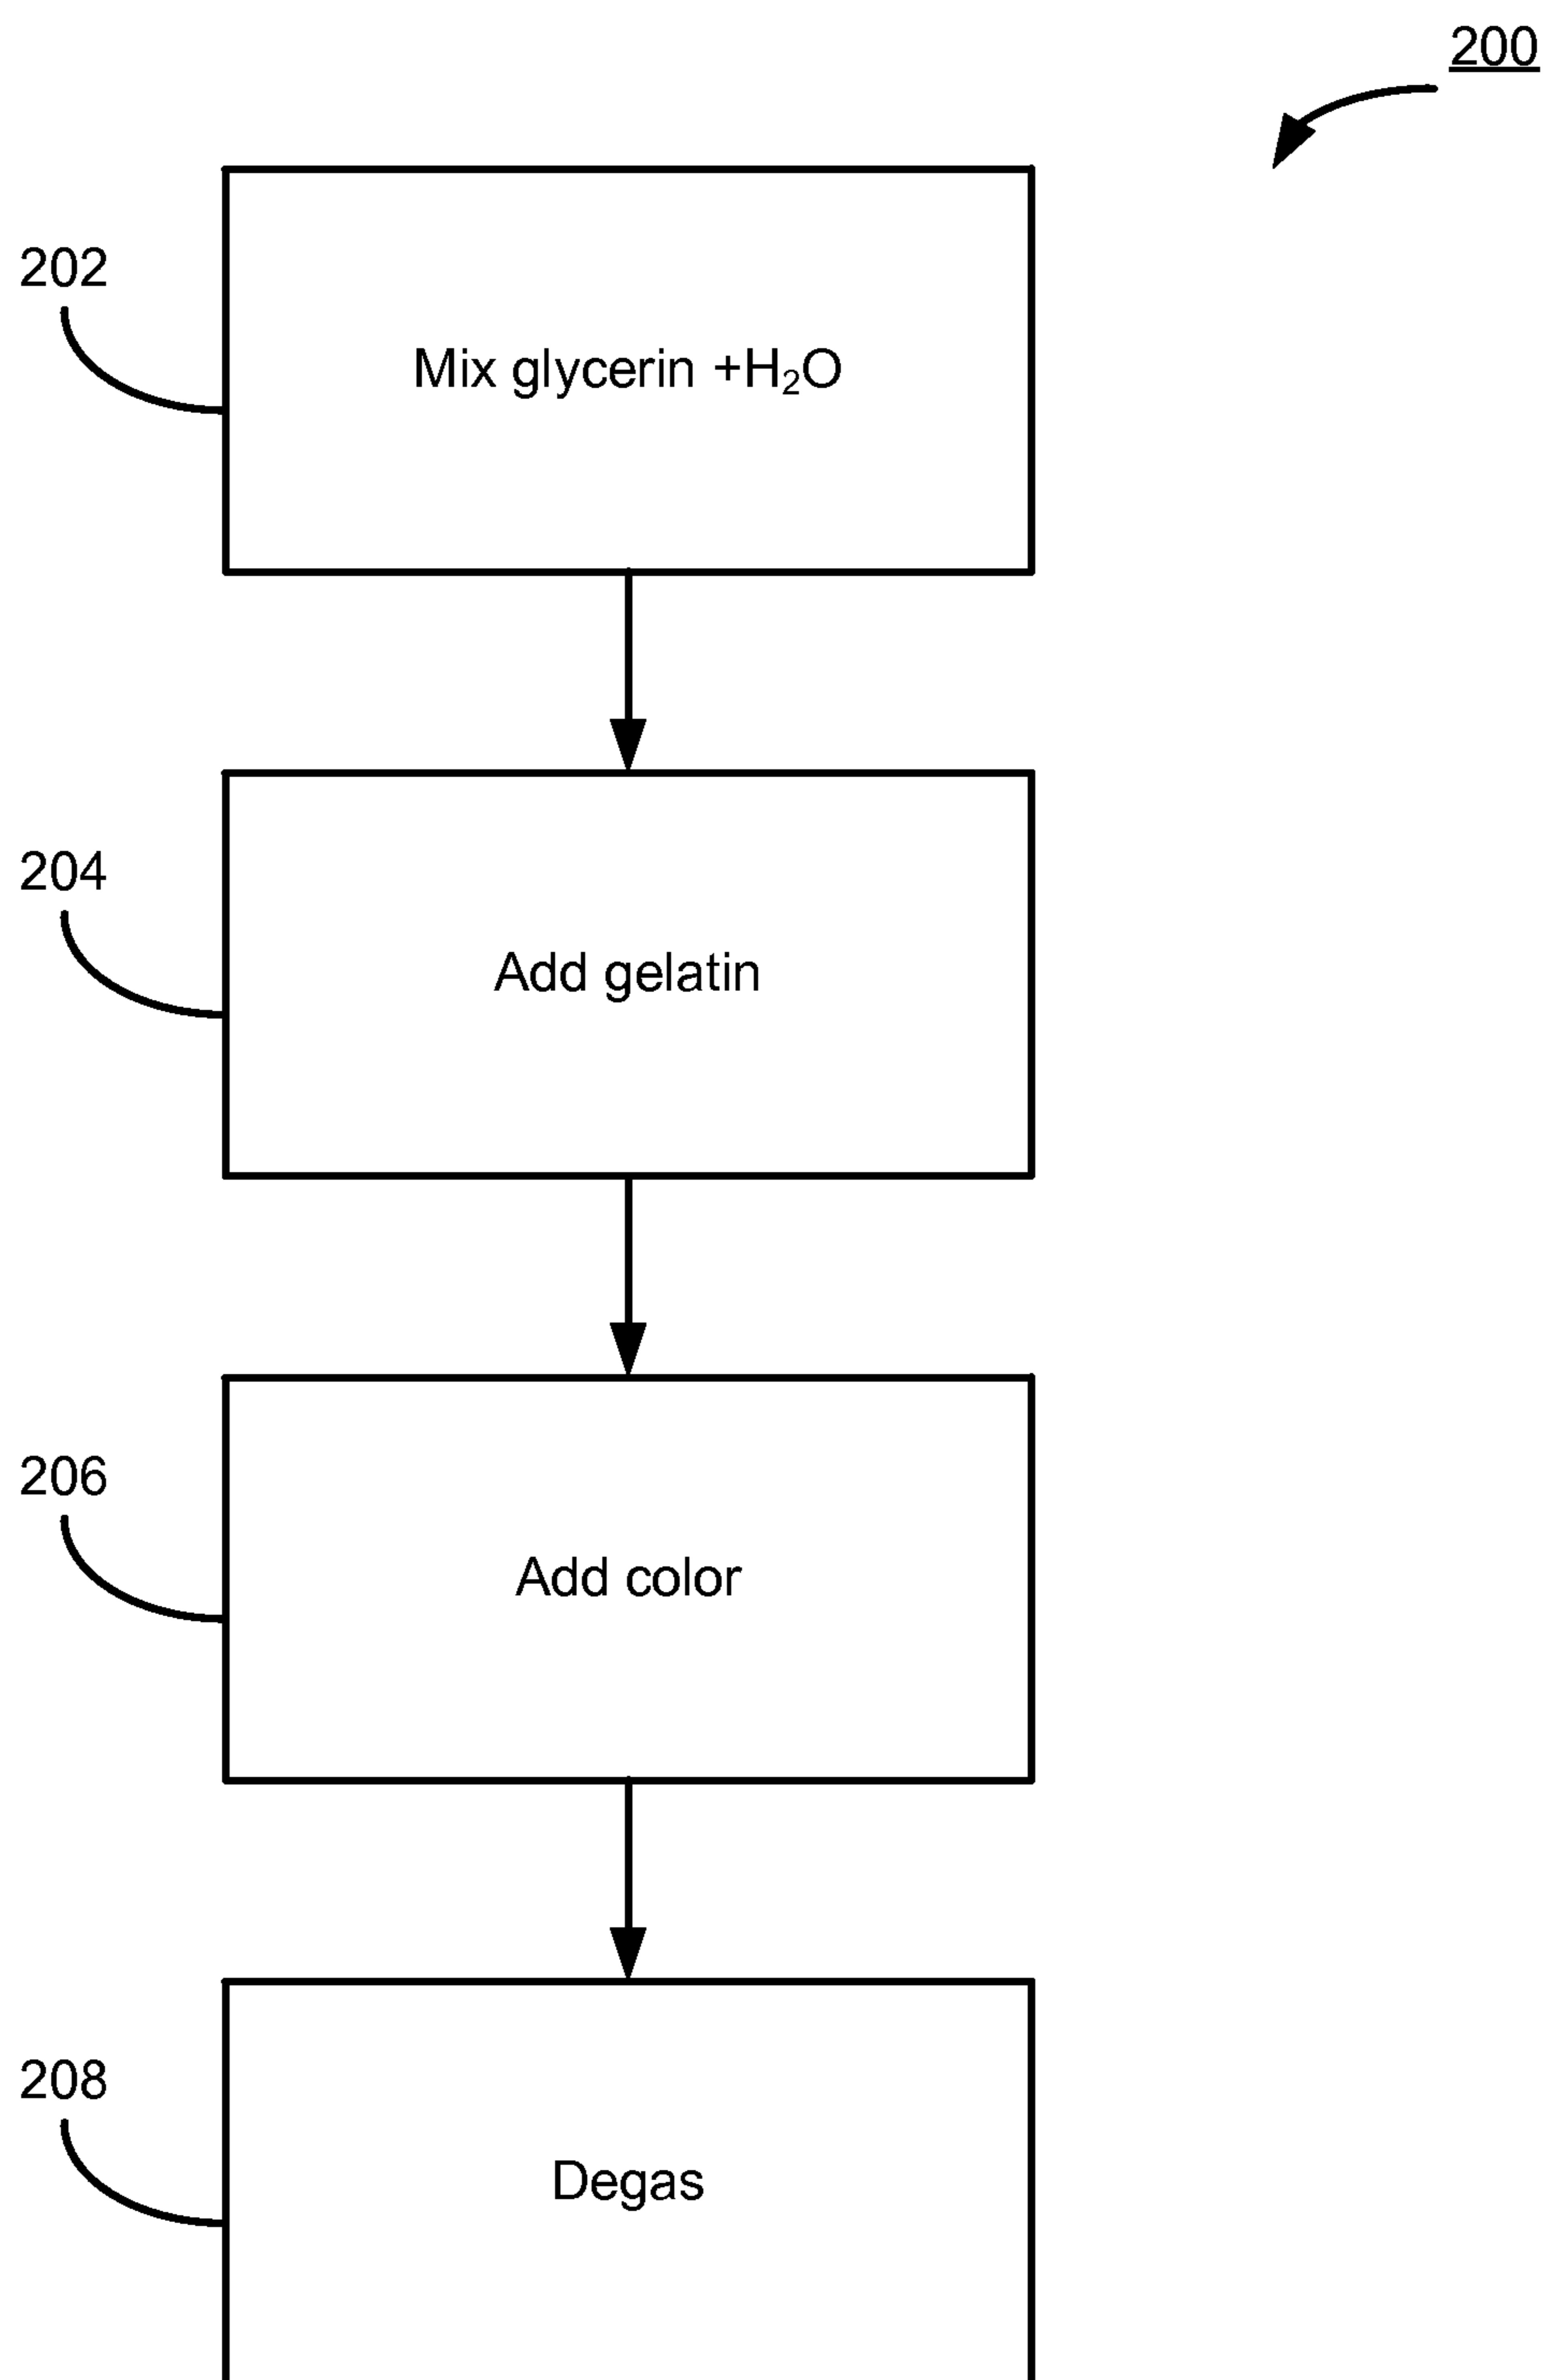 200
202
Mix glycerin +H₂O
204
Add gelatin
206
Add color
208
Degas